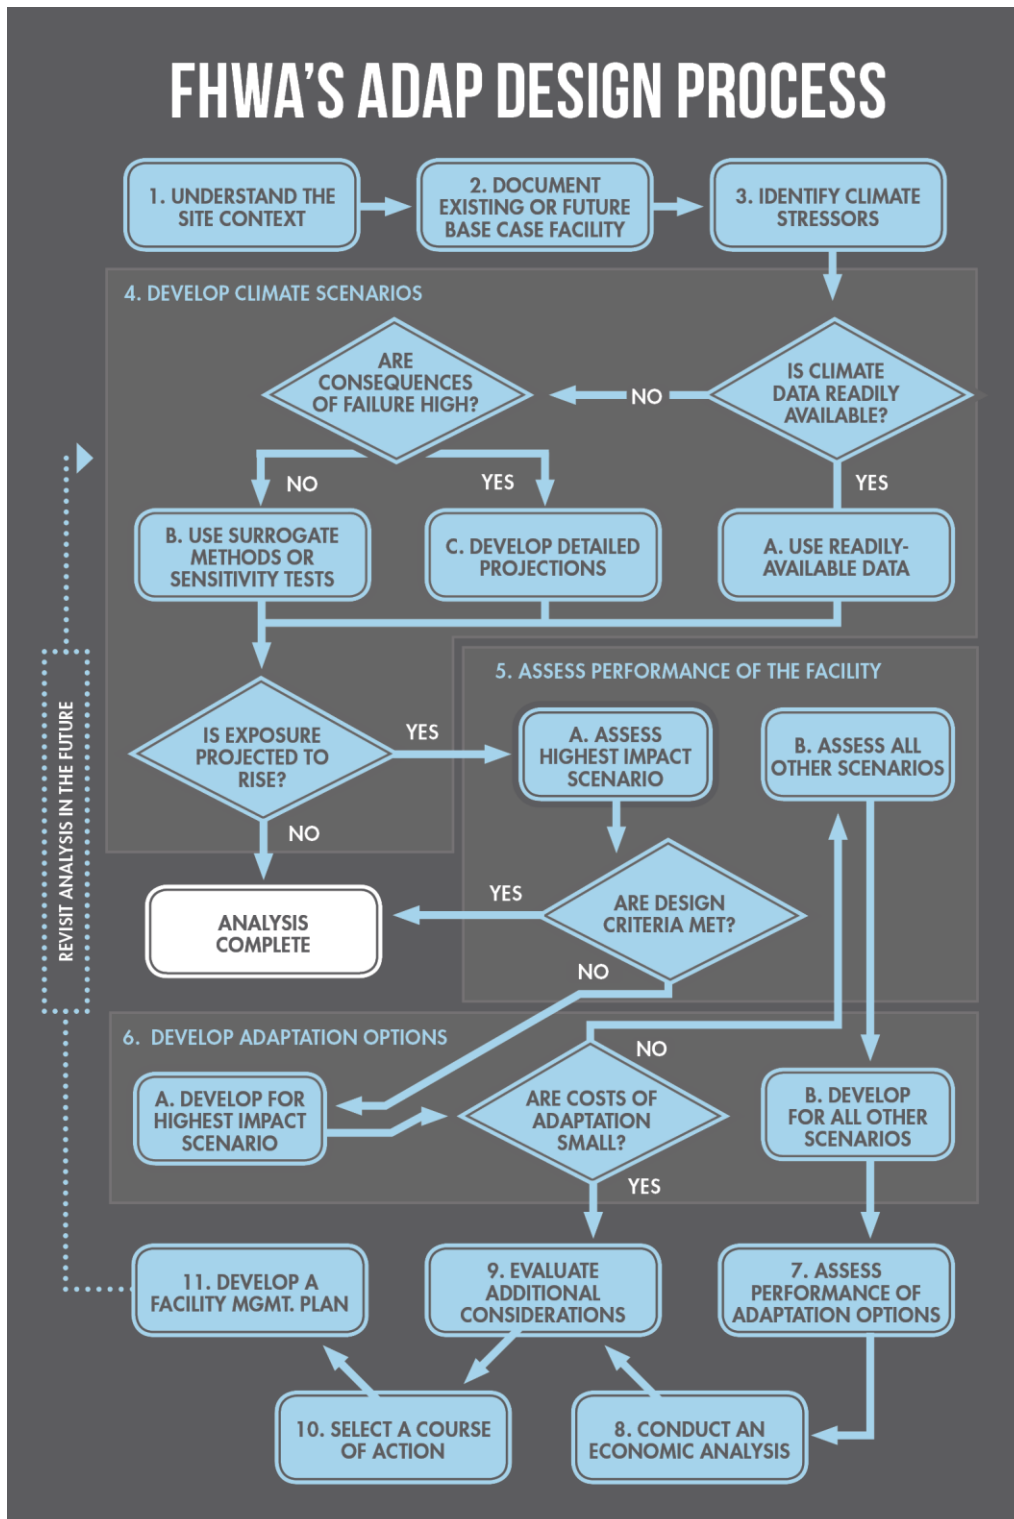 FHWA'S ADAP DESIGN PROCESS
1. UNDERSTAND THE
SITE CONTEXT
2. DOCUMENT
EXISTING OR FUTURE
BASE CASE FACILITY
3. IDENTIFY CLIMATE
STRESSORS
4. DEVELOP CLIMATE SCENARIOS
ARE
CONSEQUENCES
OF FAILURE HIGH?
NO
IS CLIMATE
DATA READILY
AVAILABLE?
NO
YES
YES
B. USE SURROGATE
METHODS OR
SENSITIVITY TESTS
C. DEVELOP DETAILED
PROJECTIONS
A. USE READILY-
AVAILABLE DATA
5. ASSESS PERFORMANCE OF THE FACILITY
IS EXPOSURE
PROJECTED TO
RISE?
YES
A. ASSESS
HIGHEST IMPACT
SCENARIO
B. ASSESS ALL
OTHER SCENARIOS
NO
REVISIT ANALYSIS IN THE FUTURE
ANALYSIS
COMPLETE
YES
ARE DESIGN
CRITERIA MET?
NO
6. DEVELOP ADAPTATION OPTIONS
NO
A. DEVELOP FOR
HIGHEST IMPACT
SCENARIO
ARE COSTS OF
ADAPTATION
SMALL?
B. DEVELOP
FOR ALL OTHER
SCENARIOS
YES
11. DEVELOP A
FACILITY MGMT. PLAN
9. EVALUATE
ADDITIONAL
CONSIDERATIONS
7. ASSESS
PERFORMANCE OF
ADAPTATION OPTIONS
10. SELECT A COURSE
OF ACTION
8. CONDUCT AN
ECONOMIC ANALYSIS